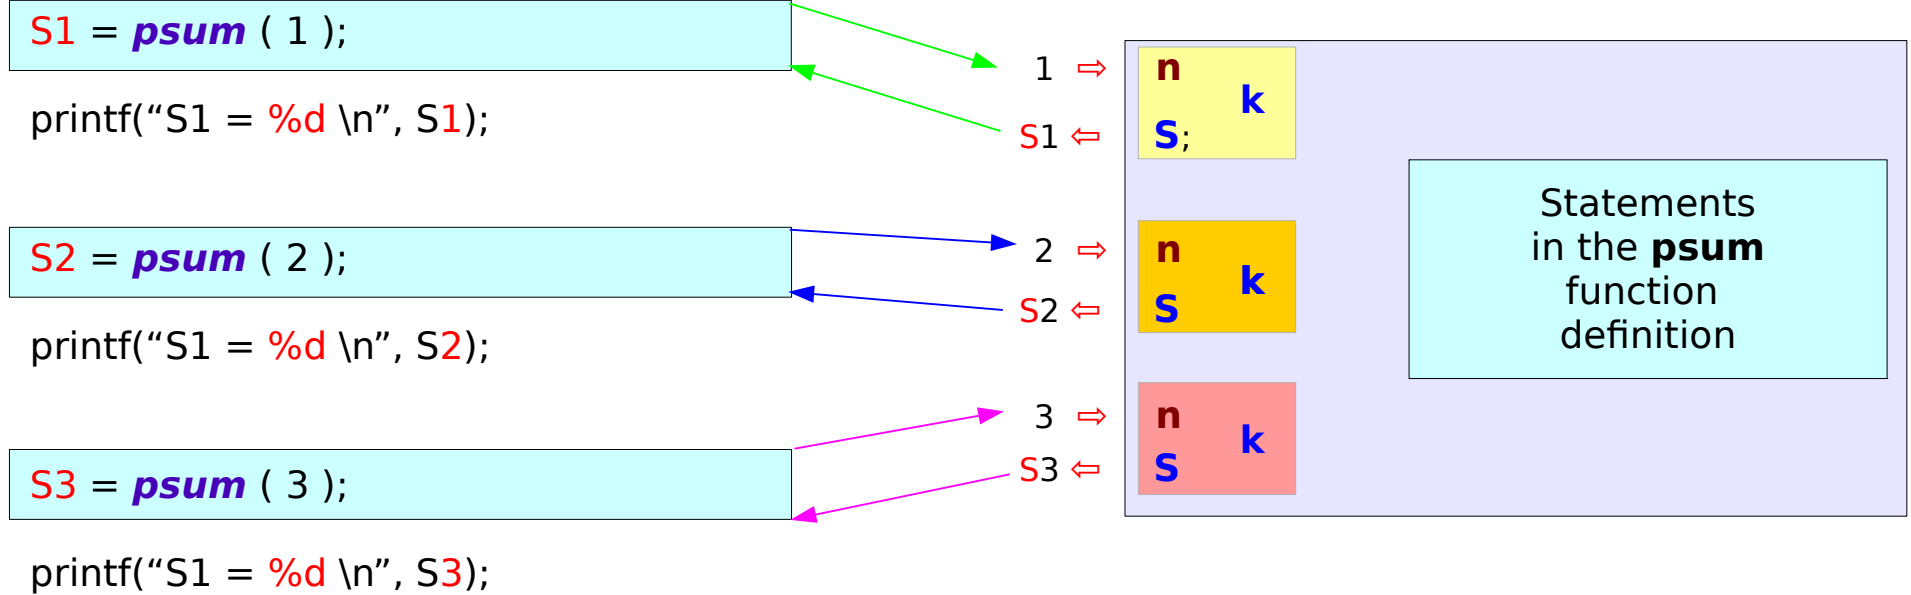 S1 = psum ( 1 );
printf(“S1 = %d \n”, S1);
S2 = psum ( 2 );
printf(“S1 = %d \n”, S2);
S3 = psum ( 3 );
printf(“S1 = %d \n”, S3);
1 ⇨
S1 ⇦
2 ⇨
S2 ⇦
3 ⇨
S3 ⇦
n
k
S;
n
k
S
n
k
S
Statements
in the psum
function
definition